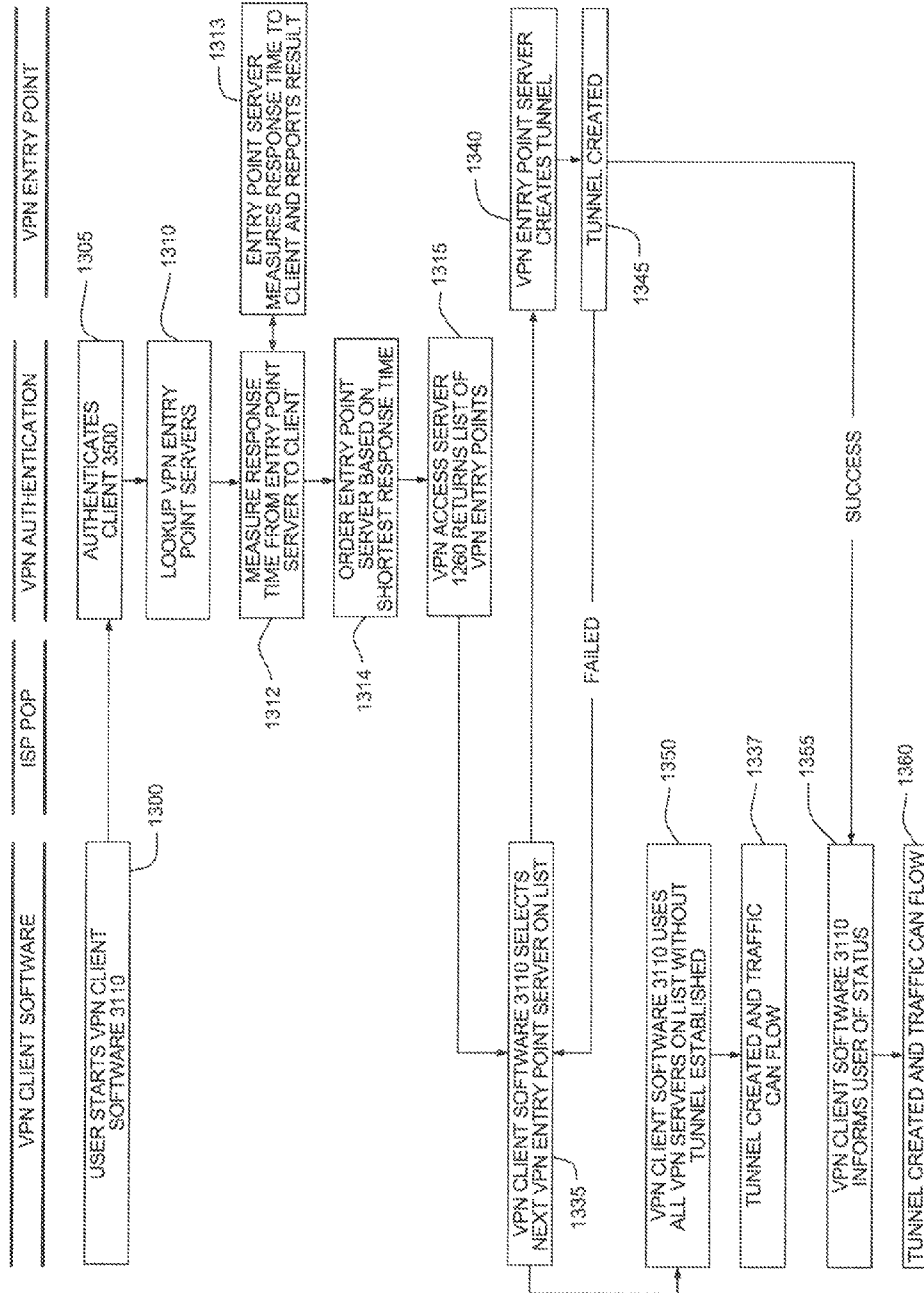 VPN CLIENT SOFTWARE
ISP POP
VPN AUTHENTICATION
VPN ENTRY POINT
USER STARTS VPN CLIENT
SOFTWARE 3110
1300
AUTHENTICATES
CLIENT 3300
1305
LOOKUP VPN ENTRY
POINT SERVERS
1310
MEASURE RESPONSE
TIME FROM ENTRY POINT
SERVER TO CLIENT
1312
ENTRY POINT SERVER
MEASURES RESPONSE TIME TO
CLIENT AND REPORTS RESULT
1313
ORDER ENTRY POINT
SERVER BASED ON
SHORTEST RESPONSE TIME
1314
VPN ACCESS SERVER
1260 RETURNS LIST OF
VPN ENTRY POINTS
1315
VPN CLIENT SOFTWARE 3110 SELECTS
NEXT VPN ENTRY POINT SERVER ON LIST
1335
VPN ENTRY POINT SERVER
CREATES TUNNEL
1340
TUNNEL CREATED
1345
FAILED
SUCCESS
VPN CLIENT SOFTWARE 3110 USES
ALL VPN SERVERS ON LIST WITHOUT
TUNNEL ESTABLISHED
1350
TUNNEL CREATED AND TRAFFIC
CAN FLOW
1337
VPN CLIENT SOFTWARE 3110
INFORMS USER OF STATUS
1355
TUNNEL CREATED AND TRAFFIC CAN FLOW
1360